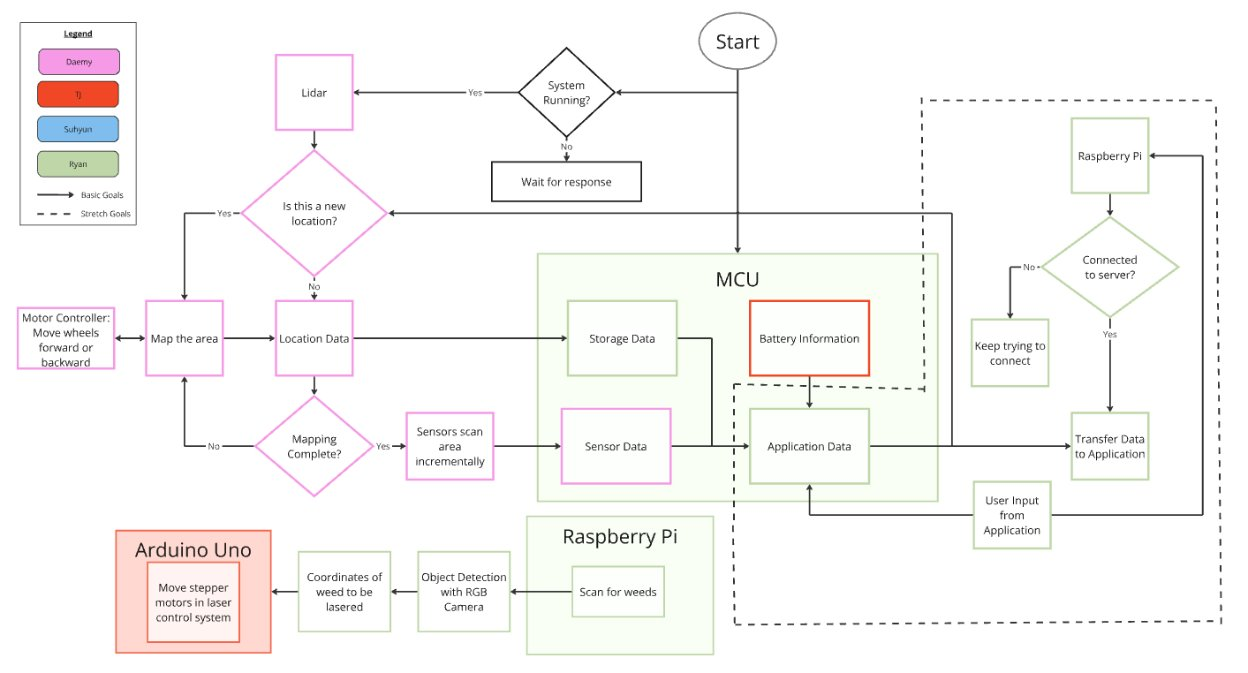 Legend
Daemy
Tj
Suhyun
Ryan
Basic Goals
Stretch Goals
Start
Lidar
Yes
System
Running?
No
Wait for response
Is this a new
location?
Yes
No
Motor Controller:
Move wheels
forward or
backward
Map the area
Location Data
Mapping
Complete?
No
Yes
Sensors scan
area
incrementally
MCU
Storage Data
Battery Information
Sensor Data
Application Data
Raspberry Pi
Connected
to server?
No
Yes
Keep trying to
connect
Transfer Data
to Application
User Input
from
Application
Arduino Uno
Move stepper
motors in laser
control system
Coordinates of
weed to be
lasered
Object Detection
with RGB
Camera
Raspberry Pi
Scan for weeds